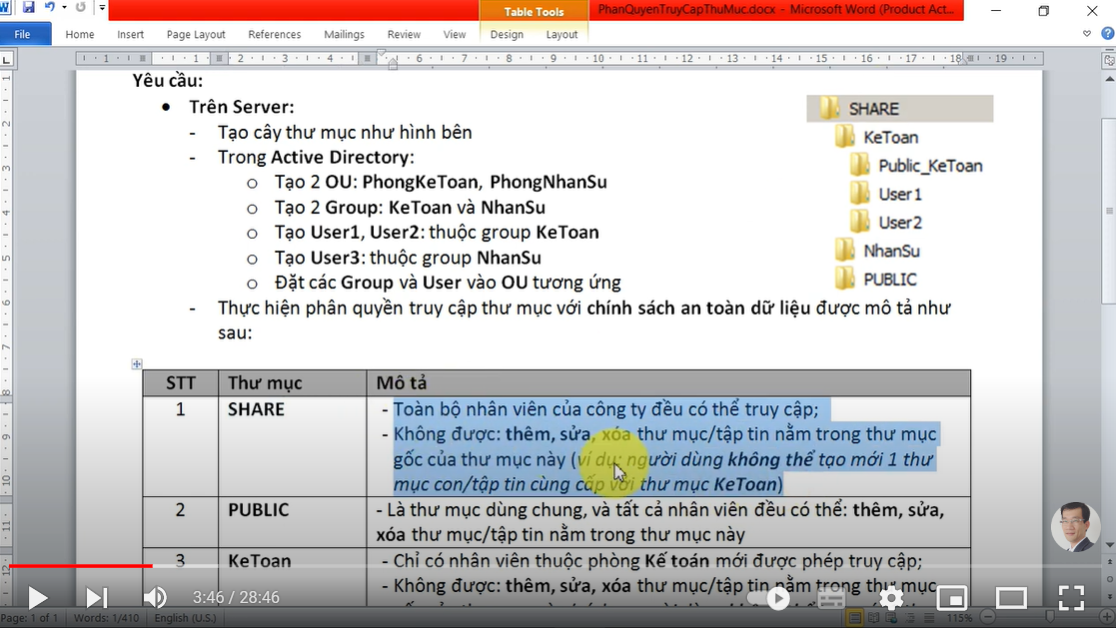 Table Tools
PhanQuyenTruyCapThuMuc.docx - Microsoft Word (Product Act...
File Home Insert Page Layout References Mailings Review View Design Layout
Yêu cầu:
• Trên Server:
- Tạo cây thư mục như hình bên
- Trong Active Directory:
o Tạo 2 OU: PhongKeToan, PhongNhanSu
o Tạo 2 Group: KeToan và NhanSu
o Tạo User1, User2: thuộc group KeToan
o Tạo User3: thuộc group NhanSu
o Đặt các Group và User vào OU tương ứng
- Thực hiện phân quyền truy cập thư mục với chính sách an toàn dữ liệu được mô tả như
sau:
SHARE
KeToan
Public_KeToan
User1
User2
NhanSu
PUBLIC
STT Thư mục Mô tả
1 SHARE - Toàn bộ nhân viên của công ty đều có thể truy cập;
- Không được: thêm, sửa, xóa thư mục/tập tin nằm trong thư mục
gốc của thư mục này (ví dụ: người dùng không thể tạo mới 1 thư
mục con/tập tin cùng cấp với thư mục KeToan)
2 PUBLIC - Là thư mục dùng chung, và tất cả nhân viên đều có thể: thêm, sửa,
xóa thư mục/tập tin nằm trong thư mục này
3 KeToan - Chỉ có nhân viên thuộc phòng Kế toán mới được phép truy cập;
- Không được: thêm, sửa, xóa thư mục/tập tin nằm trong thư mục
3:46 / 28:46
Page: 1 of 1 Words: 1/410 English (U.S.) 115%